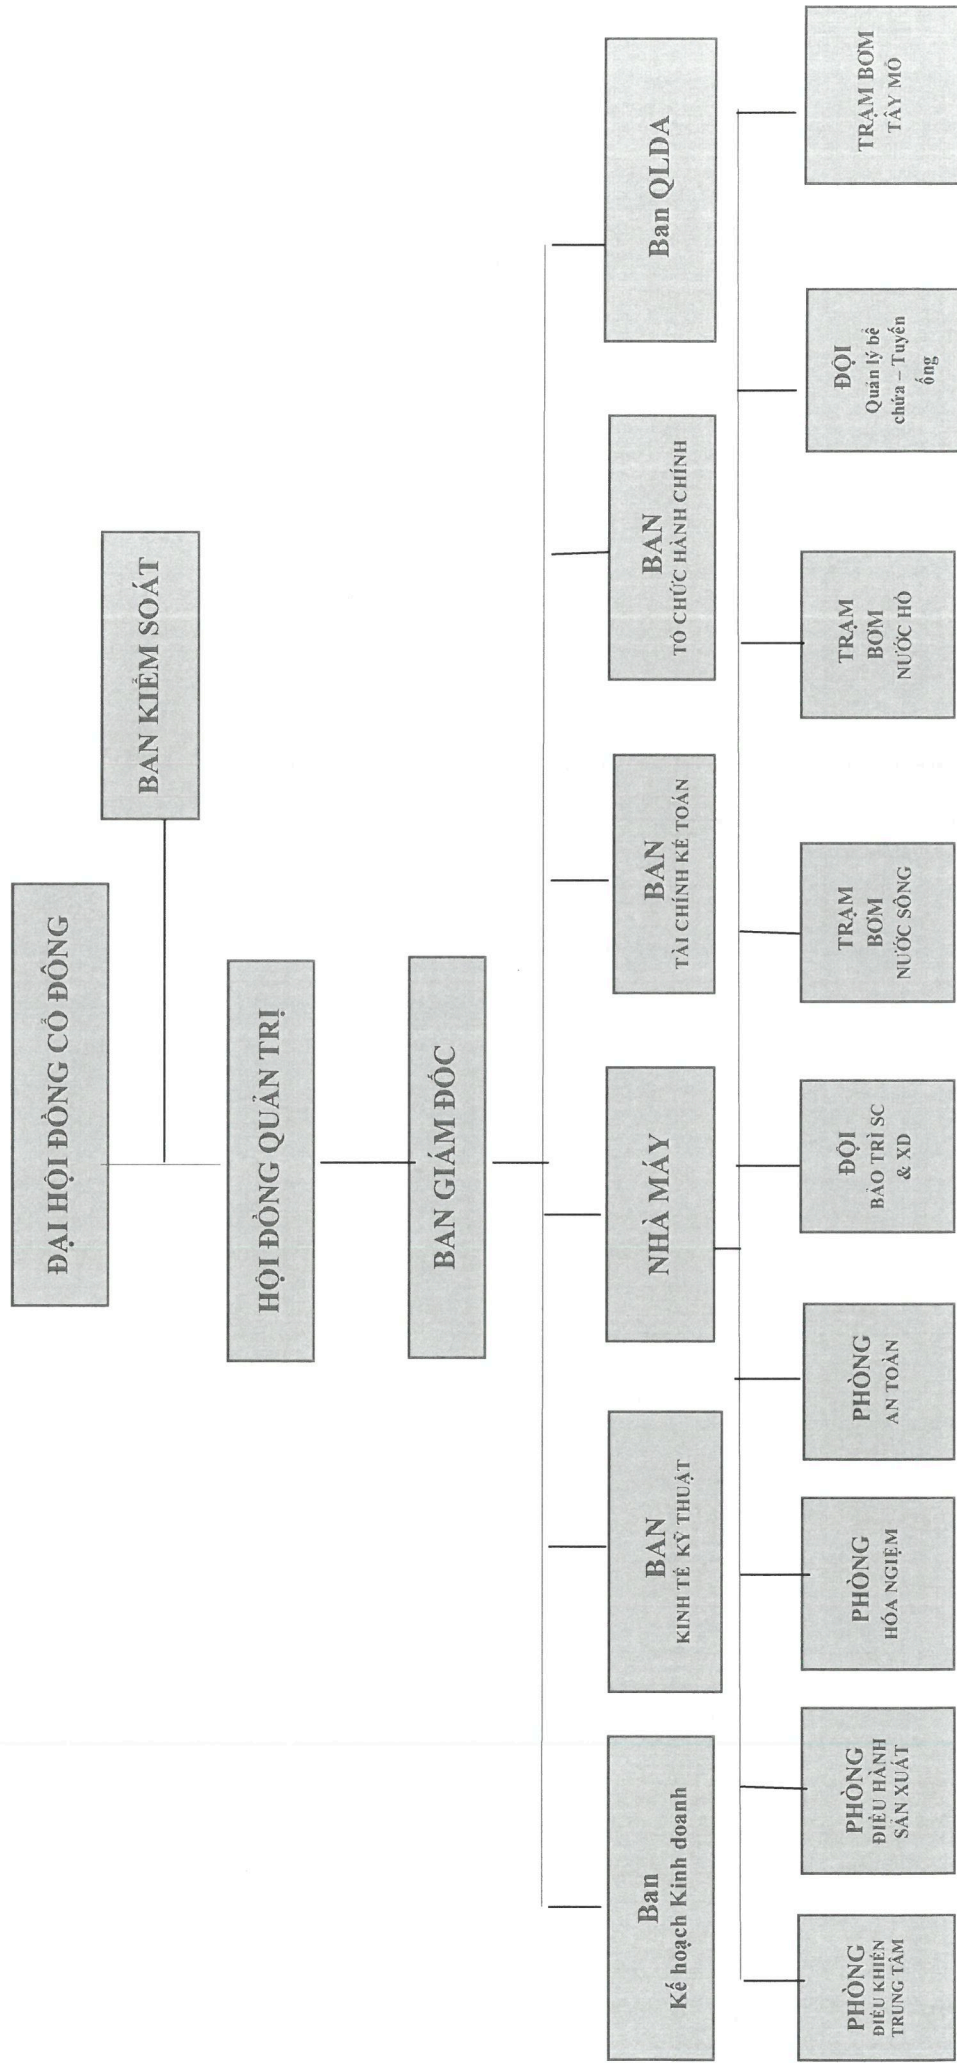 ĐẠI HỘI ĐỒNG CỔ ĐÔNG
BAN KIỂM SOÁT
HỘI ĐỒNG QUẢN TRỊ
BAN GIÁM ĐỐC
Ban
Kế hoạch Kinh doanh
BAN
KINH TẾ KỸ THUẬT
NHÀ MÁY
BAN
TÀI CHÍNH KẾ TOÁN
BAN
TỔ CHỨC HÀNH CHÍNH
Ban QLDA
PHÒNG
ĐIỀU KHIỂN
TRUNG TÂM
PHÒNG
ĐIỀU HÀNH
SẢN XUẤT
PHÒNG
HÓA NGIỆM
PHÒNG
AN TOÀN
ĐỘI
BẢO TRÌ SC
& XD
TRẠM
BƠM
NƯỚC SÔNG
TRẠM
BƠM
NƯỚC HỒ
ĐỘI
Quản lý bể
chứa – Tuyến
ống
TRẠM BƠM
TÂY MỖ